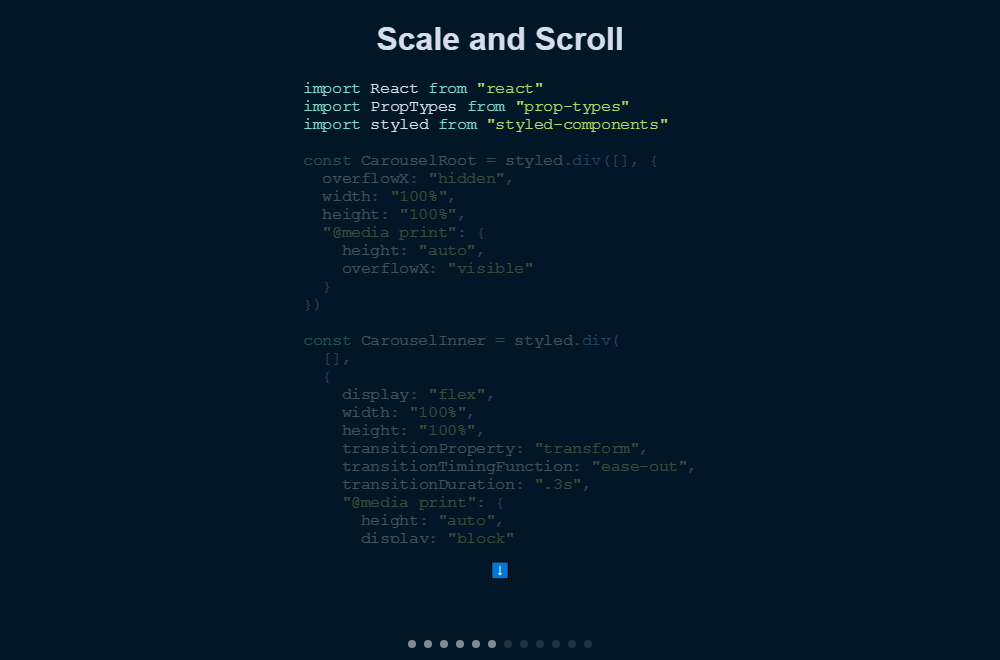 Scale and Scroll
import React from "react"
import PropTypes from "prop-types"
import styled from "styled-components"
const CarouselRoot = styled.div([], {
overflowX: "hidden",
width: "100%",
height: "100%",
"@media print": {
height: "auto",
overflowX: "visible"
}
})
const CarouselInner = styled.div(
[],
{
display: "flex",
width: "100%",
height: "100%",
transitionProperty: "transform",
transitionTimingFunction: "ease-out",
transitionDuration: ".3s",
"@media print": {
height: "auto",
display: "block"
↓